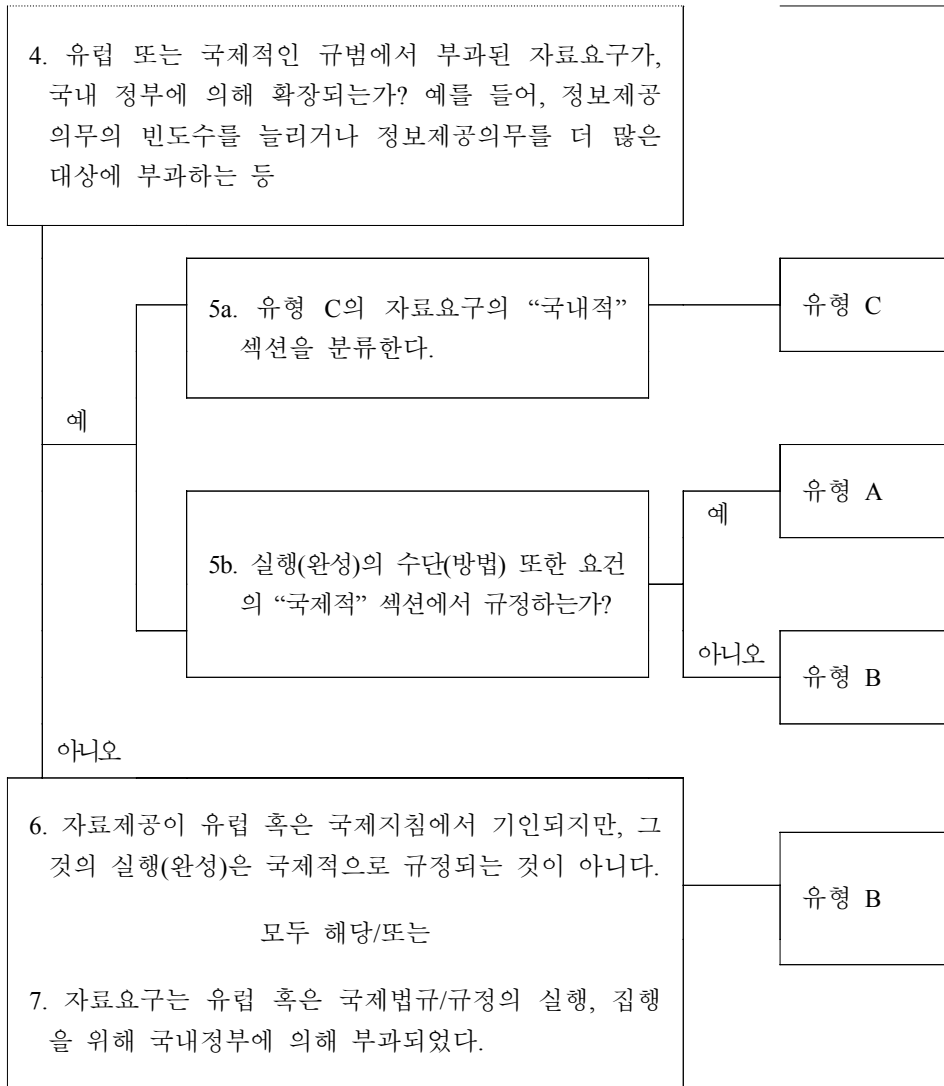 4. 유럽 또는 국제적인 규범에서 부과된 자료요구가,
국내 정부에 의해 확장되는가? 예를 들어, 정보제공
의무의 빈도수를 늘리거나 정보제공의무를 더 많은
대상에 부과하는 등
5a. 유형 C의 자료요구의 “국내적”
섹션을 분류한다.
유형 C
예
5b. 실행(완성)의 수단(방법) 또한 요건
의 “국제적” 섹션에서 규정하는가?
예
유형 A
아니오
유형 B
아니오
6. 자료제공이 유럽 혹은 국제지침에서 기인되지만, 그
것의 실행(완성)은 국제적으로 규정되는 것이 아니다.
모두 해당/또는
7. 자료요구는 유럽 혹은 국제법규/규정의 실행, 집행
을 위해 국내정부에 의해 부과되었다.
유형 B